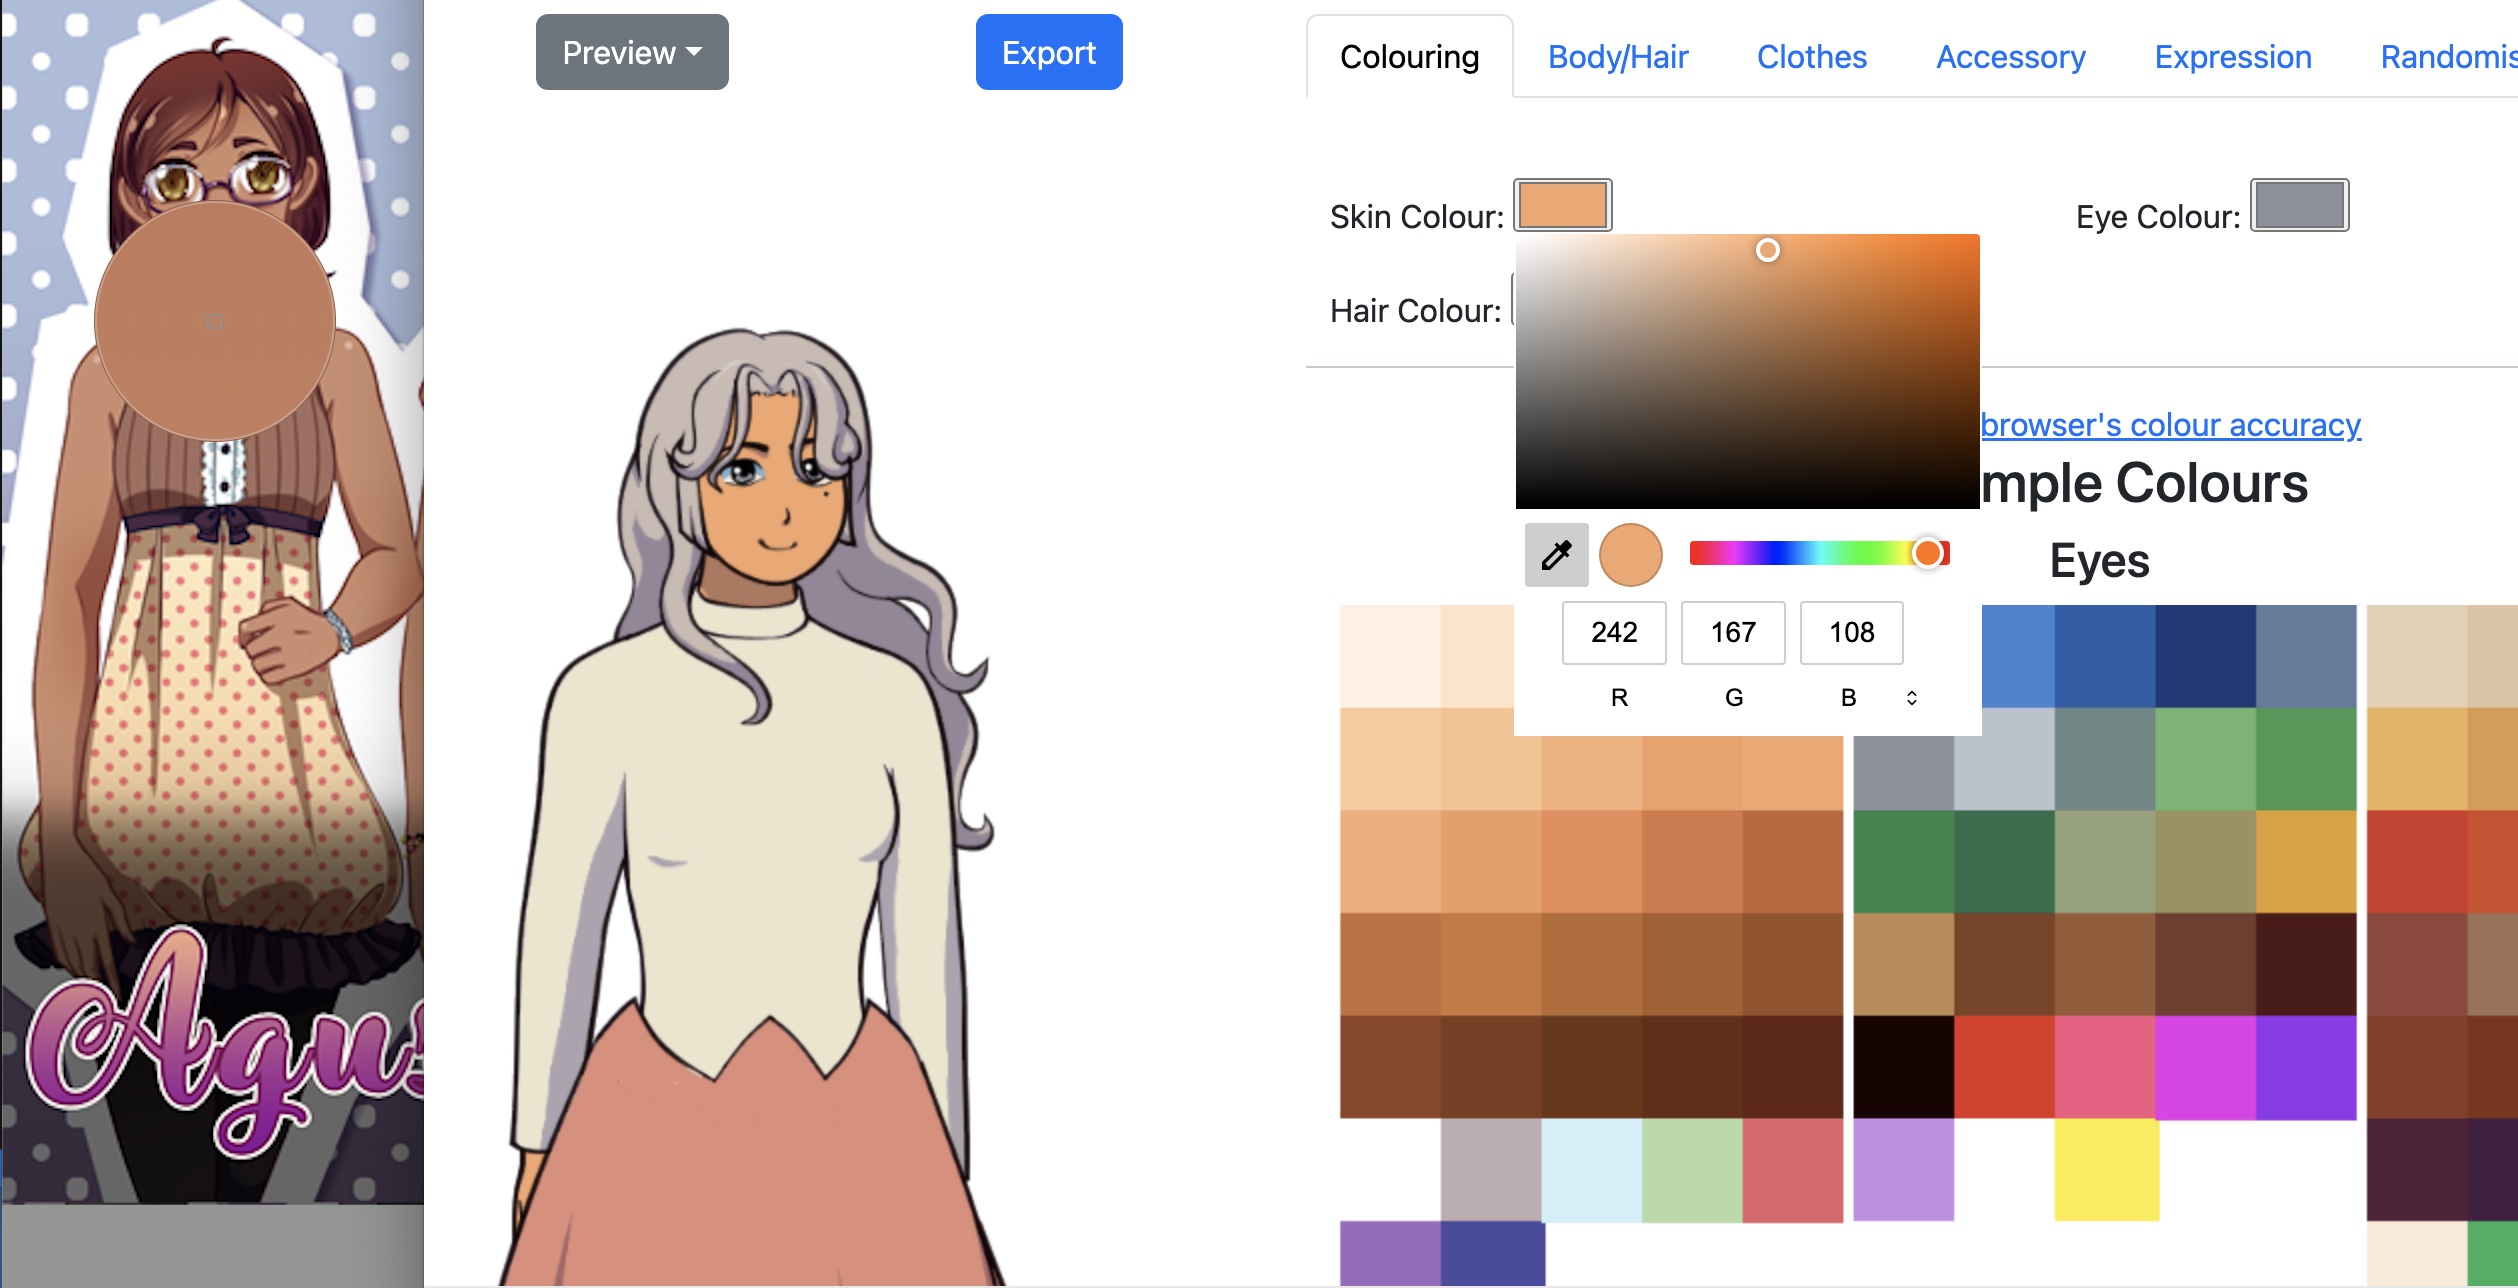 Preview
Export
Colouring
Body/Hair
Clothes
Accessory
Expression
Randomis
Skin Colour:
Eye Colour:
Hair Colour:
browser's colour accuracy
mple Colours
Eyes
242 167 108
R G B
Agus